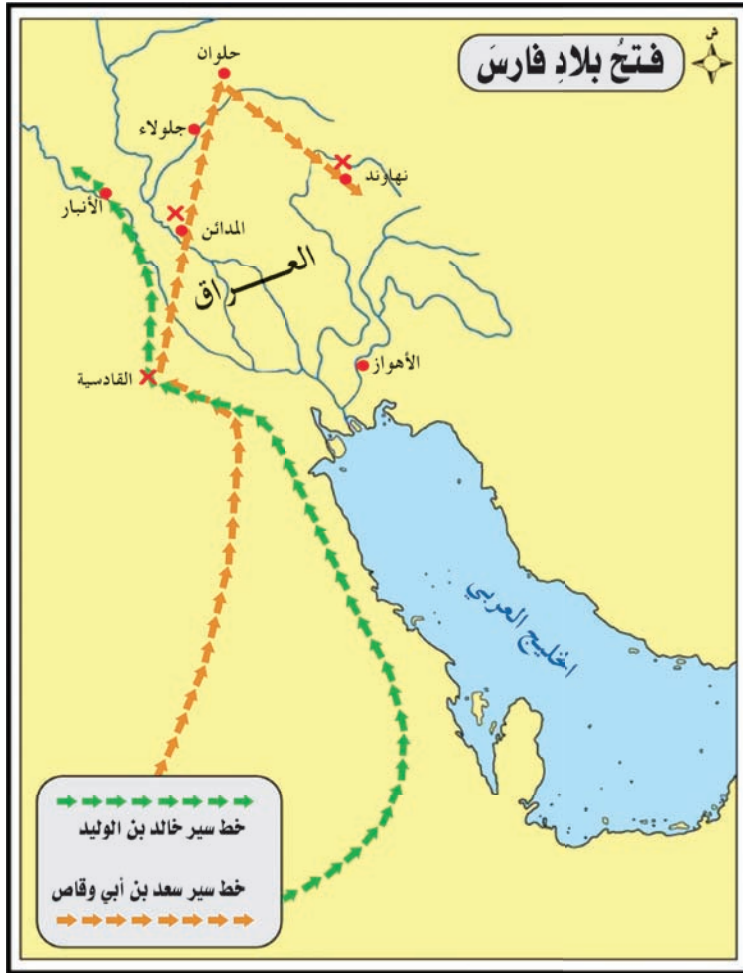 فتحُ بلادِ فارسَ
ش
حلوان
جلولاء
نهاوند
الأنبار
المدائن
العـــراق
القادسية
الأهواز
الخليج العربي
خط سير خالد بن الوليد
خط سير سعد بن أبي وقاص